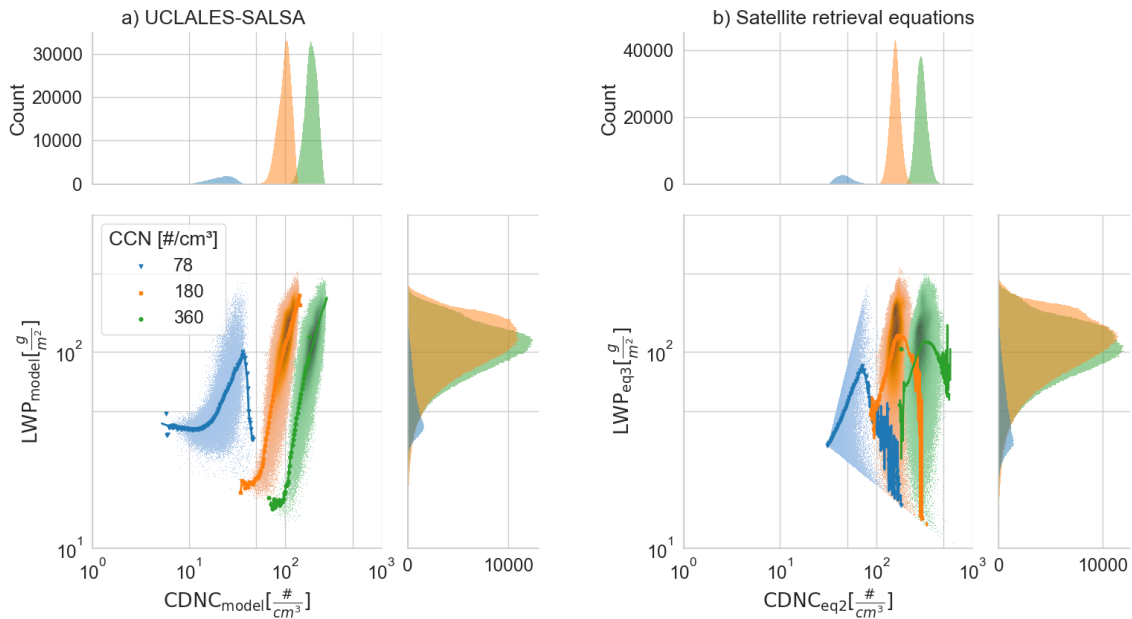 a) UCLALES-SALSA
b) Satellite retrieval equations
Count
30000
20000
10000
0
Count
40000
20000
0
CCN [#/cm³]
78
180
360
LWP_model[g/m²]
10²
10¹
10⁰ 10¹ 10² 10³
CDNC_model[#/cm³]
0 10000
LWP_eq3[g/m²]
10²
10¹
10⁰ 10¹ 10² 10³
CDNC_eq2[#/cm³]
0 10000